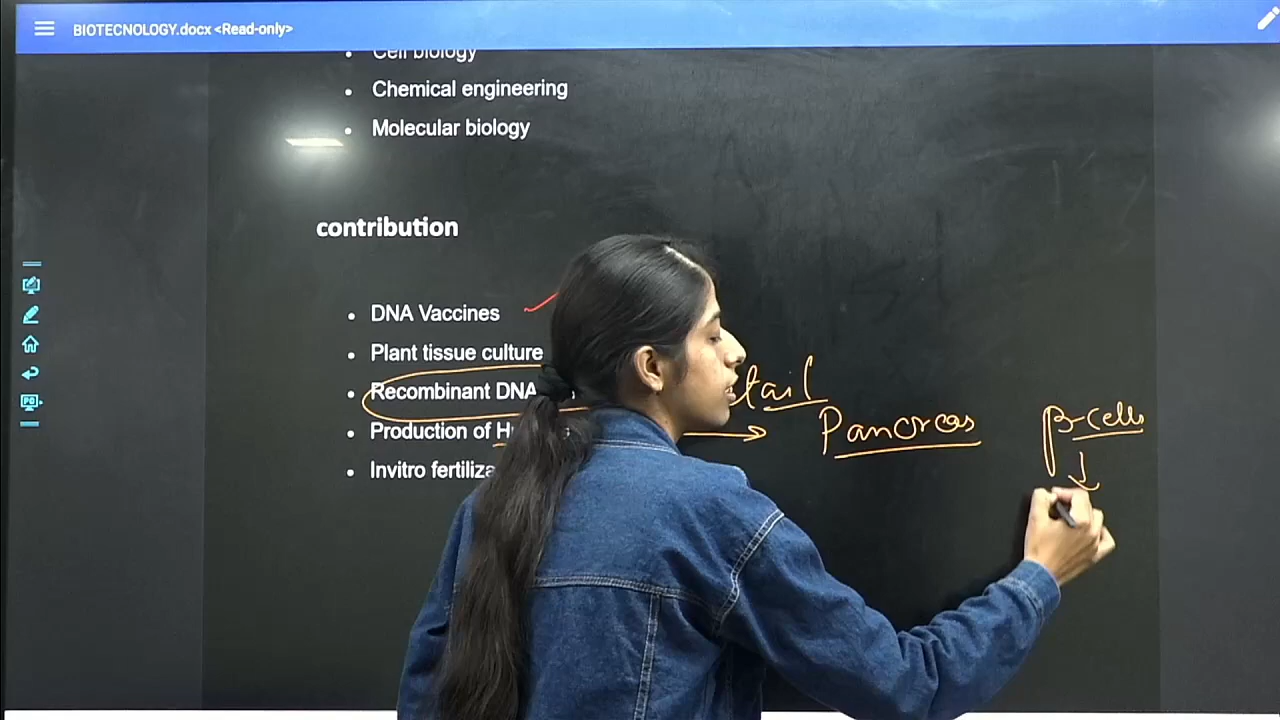 BIOTECNOLOGY.docx <Read-only>
Cell biology
Chemical engineering
Molecular biology
contribution
DNA Vaccines
Plant tissue culture
Recombinant DNA
tail
Production of
Pancreas
β-cells
Invitro
PD